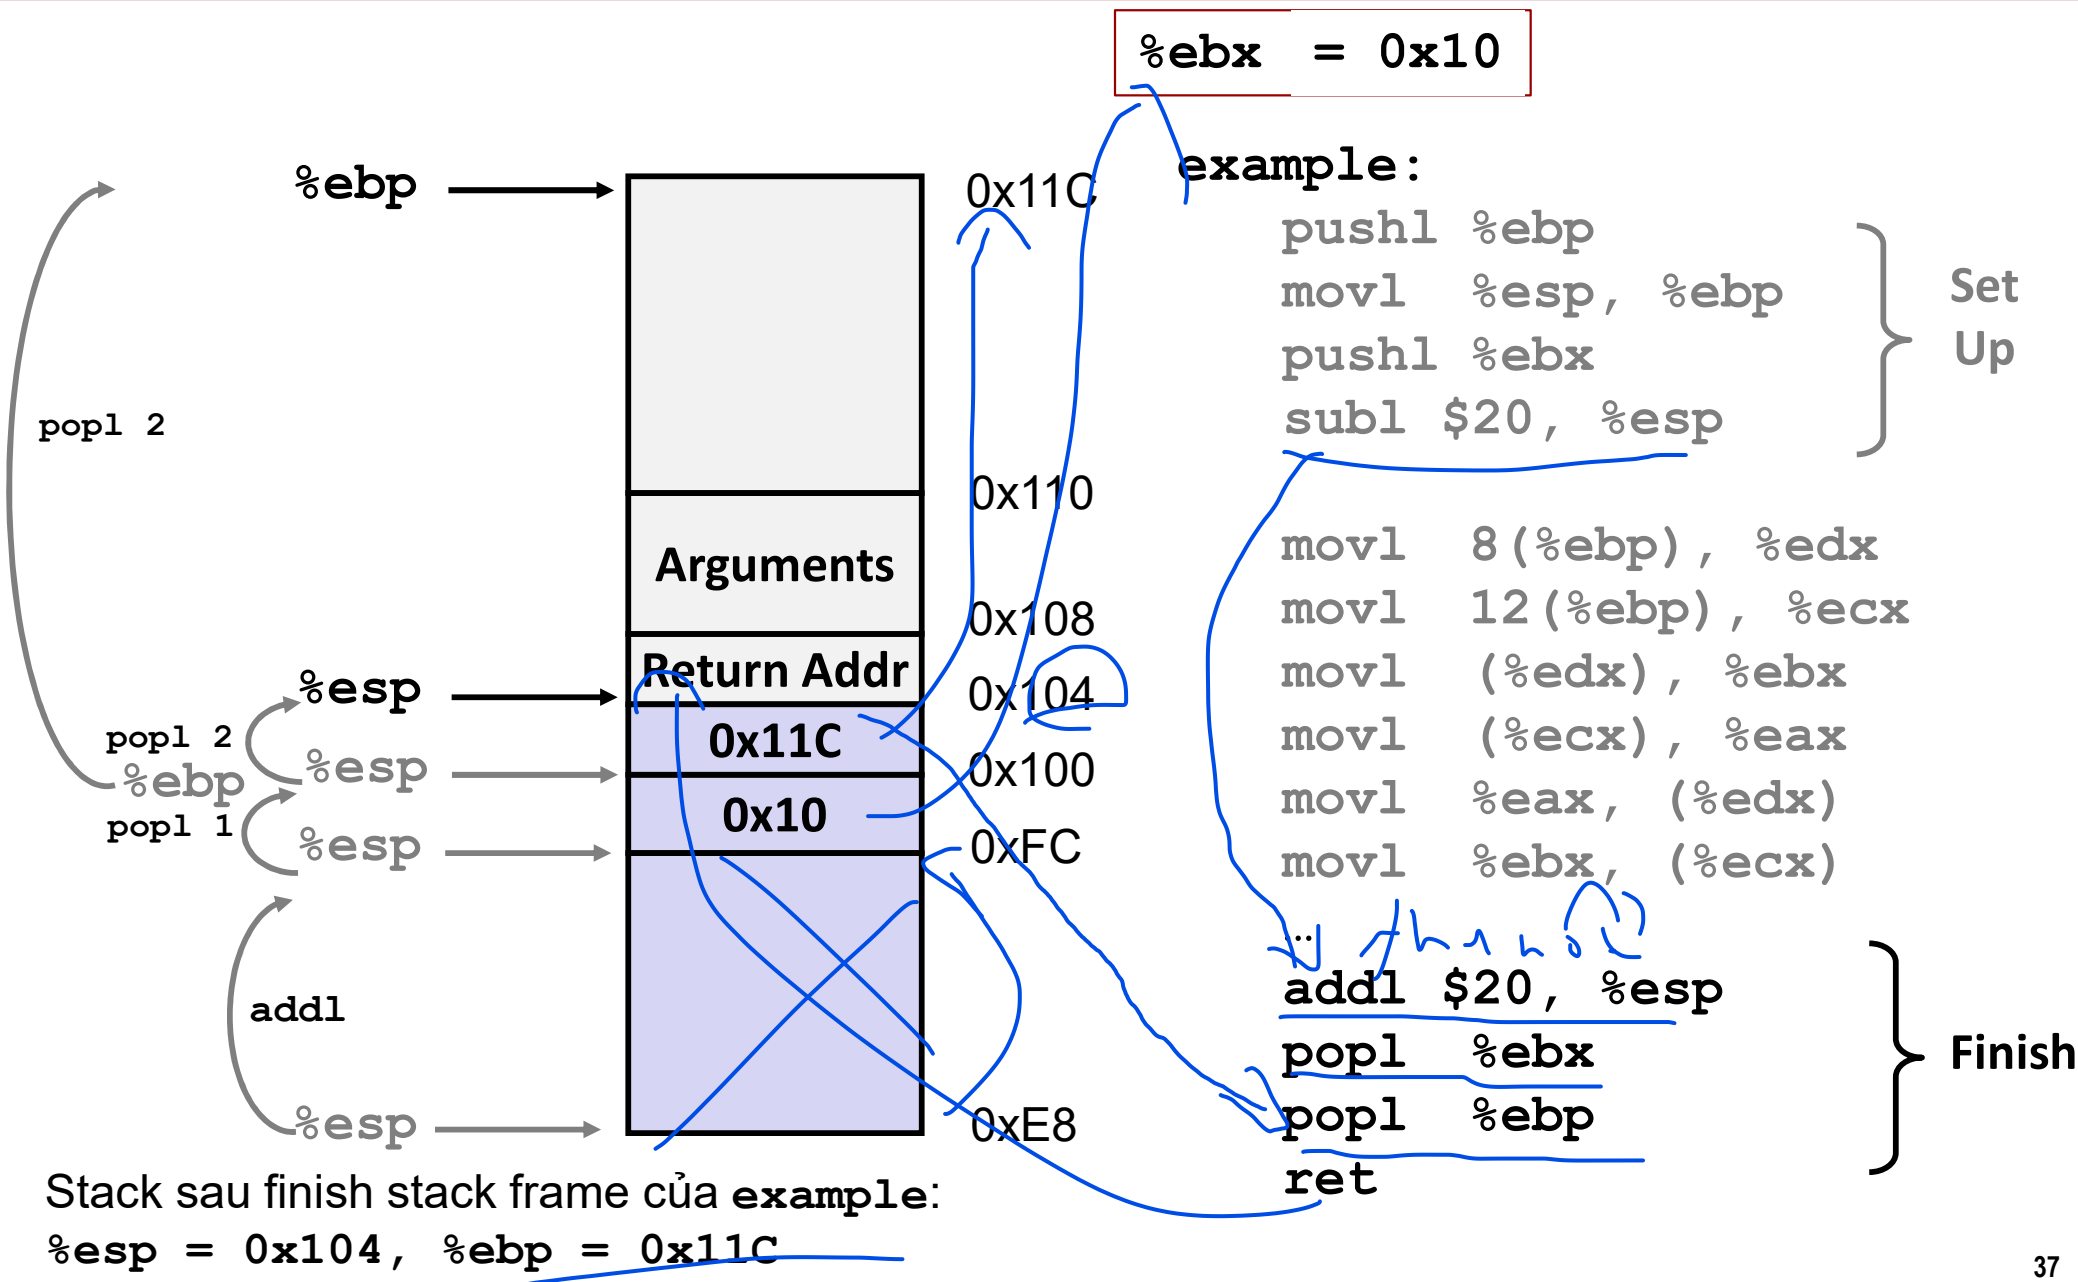 %ebx = 0x10
example:
%ebp
0x11C
pushl %ebp
movl %esp, %ebp
pushl %ebx
subl $20, %esp
Set
Up
popl 2
0x110
movl 8(%ebp), %edx
Arguments
movl 12(%ebp), %ecx
0x108
Return Addr
movl (%edx), %ebx
%esp
0x104
popl 2
0x11C
movl (%ecx), %eax
%ebp
%esp
0x100
movl %eax, (%edx)
popl 1
0x10
%esp
0xFC
movl %ebx, (%ecx)
…
addl $20, %esp
addl
popl %ebx
Finish
%esp
0xE8
popl %ebp
ret
Stack sau finish stack frame của example:
%esp = 0x104, %ebp = 0x11C
37